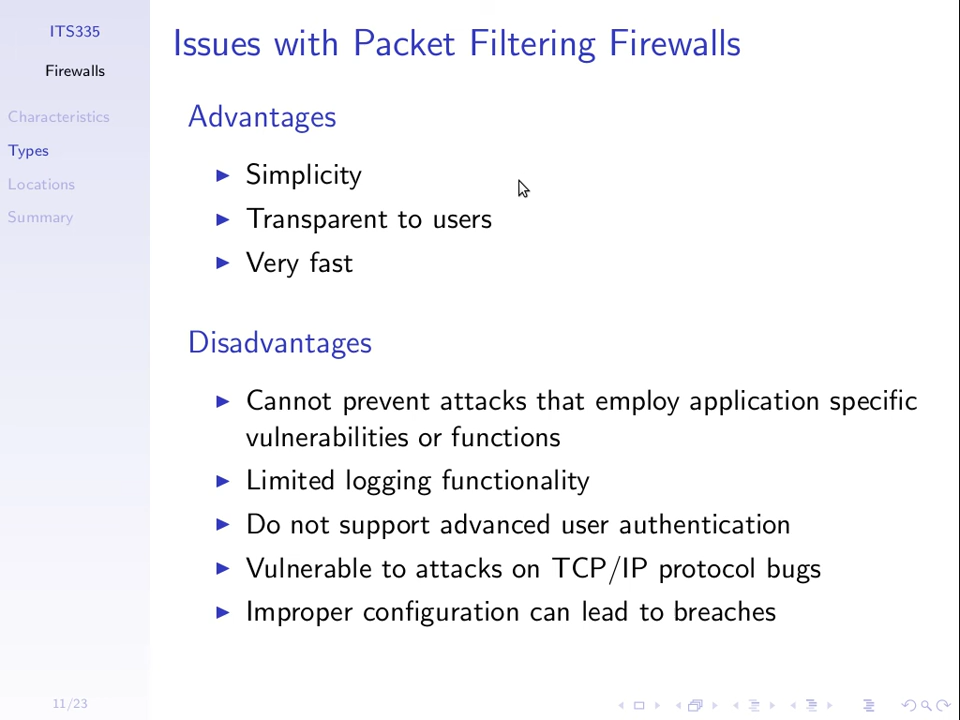 ITS335
Firewalls
Characteristics
Types
Locations
Summary
11/23
Issues with Packet Filtering Firewalls
Advantages
Simplicity
Transparent to users
Very fast
Disadvantages
Cannot prevent attacks that employ application specific
vulnerabilities or functions
Limited logging functionality
Do not support advanced user authentication
Vulnerable to attacks on TCP/IP protocol bugs
Improper configuration can lead to breaches